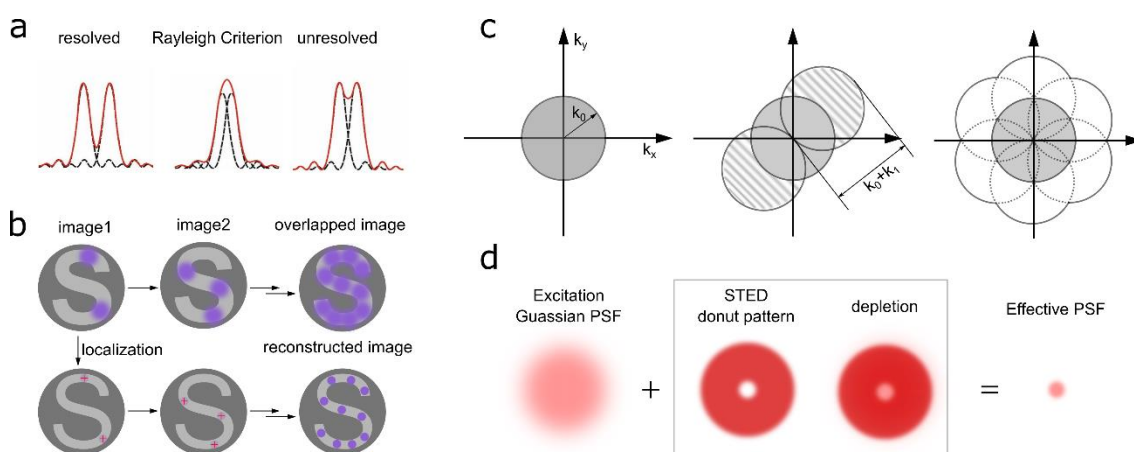 a
resolved
Rayleigh Criterion
unresolved
b
image1
image2
overlapped image
localization
reconstructed image
c
ky
k0
kx
k0+k1
d
Excitation
Guassian PSF
+
STED
donut pattern
depletion
=
Effective PSF